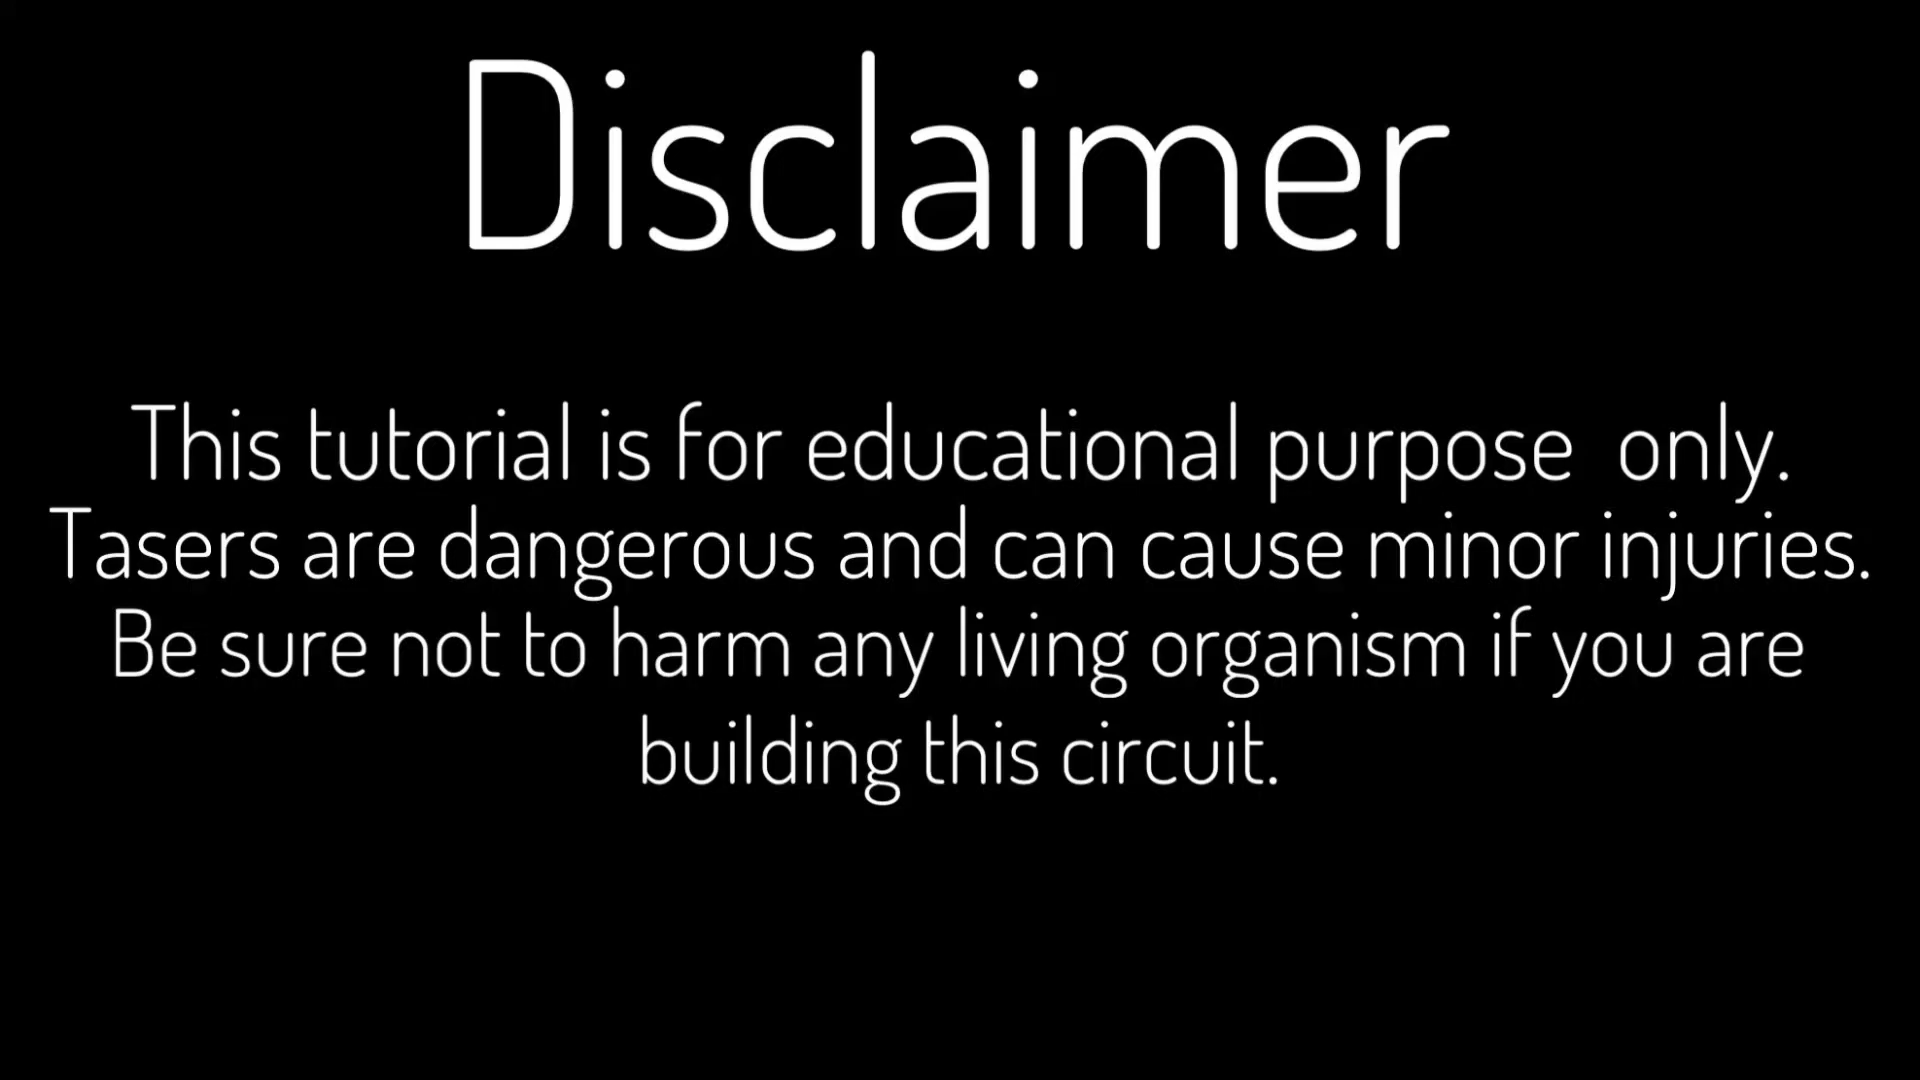 Disclaimer
This tutorial is for educational purpose  only.
Tasers are dangerous and can cause minor injuries.
Be sure not to harm any living organism if you are
building this circuit.